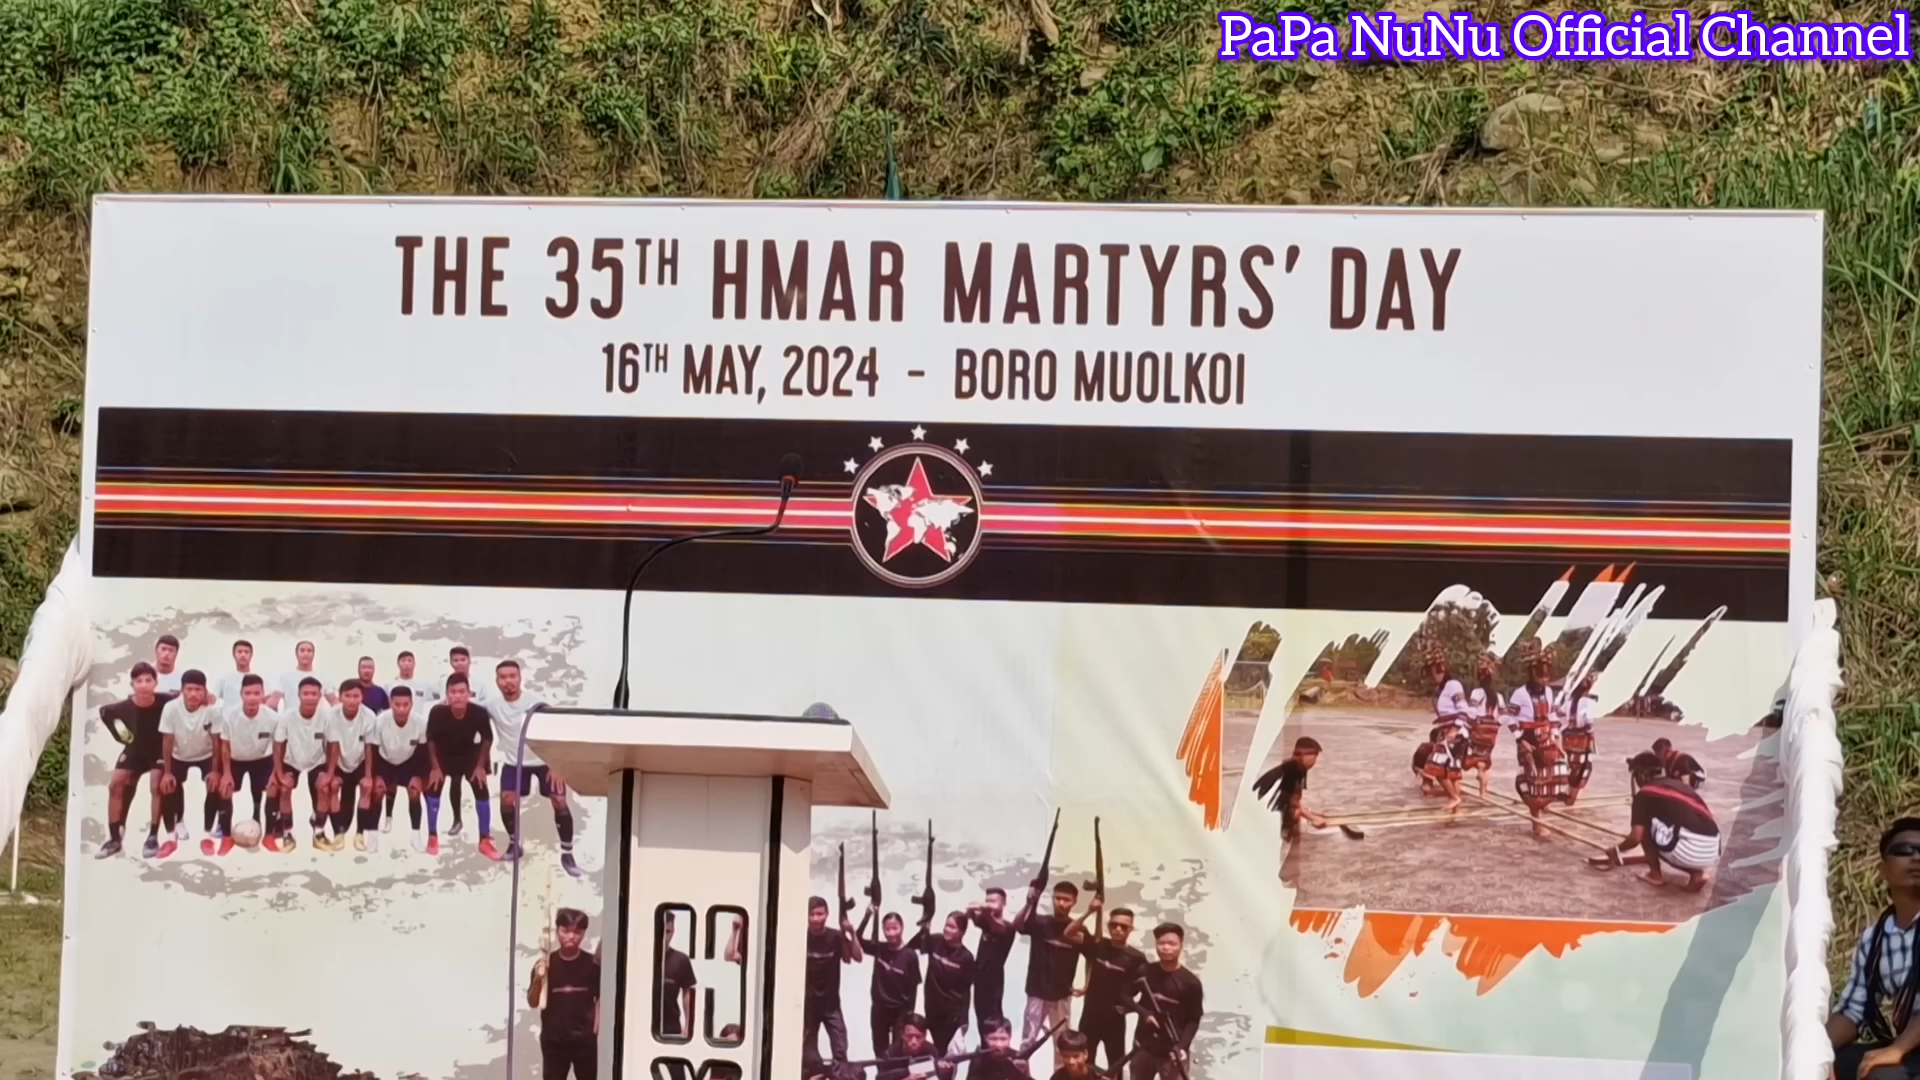 PaPa NuNu Official Channel
THE 35TH HMAR MARTYRS' DAY
16TH MAY, 2024 - BORO MUOLKOI